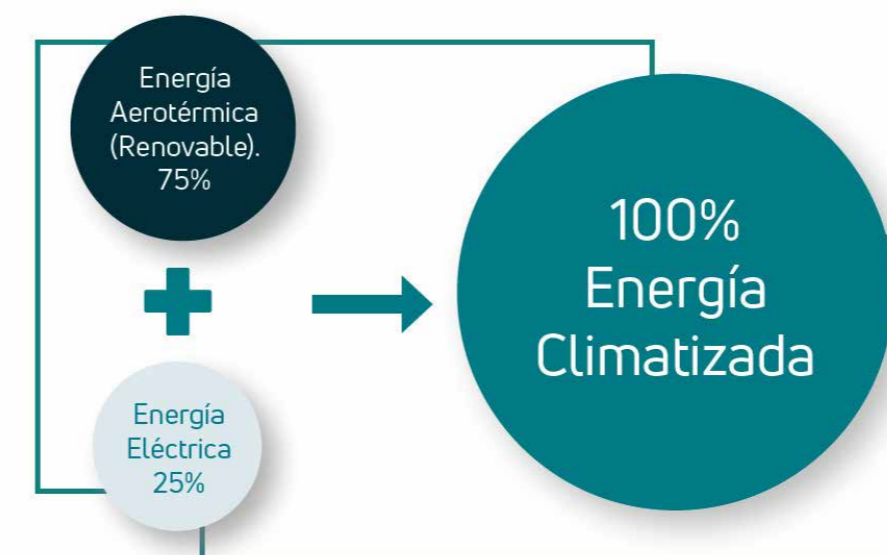 Energía
Aerotérmica
(Renovable).
75%
Energía
Eléctrica
25%
100%
Energía
Climatizada